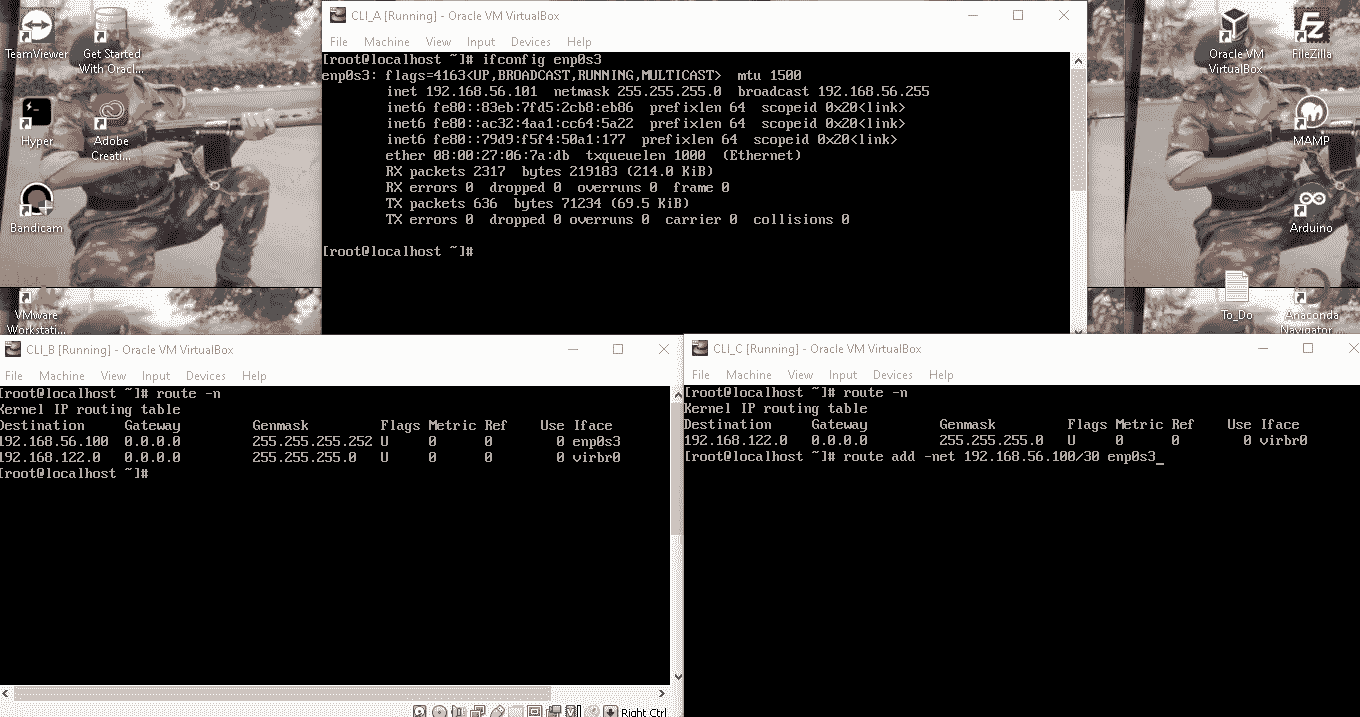 TeamViewer
Get Started
With Oracl...
Hyper
Adobe
Creati...
Bandicam
VMware
Workstati...
CLI_A [Running] - Oracle VM VirtualBox
File Machine View Input Devices Help
[root@localhost ~]# ifconfig enp0s3
enp0s3: flags=4163<UP,BROADCAST,RUNNING,MULTICAST> mtu 1500
inet 192.168.56.101 netmask 255.255.255.0 broadcast 192.168.56.255
inet6 fe80::83eb:7fd5:2cb8:eb86 prefixlen 64 scopeid 0x20<link>
inet6 fe80::ac32:4aa1:cc64:5a22 prefixlen 64 scopeid 0x20<link>
inet6 fe80::79d9:f5f4:50a1:177 prefixlen 64 scopeid 0x20<link>
ether 08:00:27:06:7a:db txqueuelen 1000 (Ethernet)
RX packets 2317 bytes 219183 (214.0 KiB)
RX errors 0 dropped 0 overruns 0 frame 0
TX packets 636 bytes 71234 (69.5 KiB)
TX errors 0 dropped 0 overruns 0 carrier 0 collisions 0
[root@localhost ~]#
Oracle VM
VirtualBox
FileZilla
MAMP
Arduino
To_Do
Anaconda
Navigator...
CLI_B [Running] - Oracle VM VirtualBox
File Machine View Input Devices Help
[root@localhost ~]# route -n
Kernel IP routing table
Destination Gateway Genmask Flags Metric Ref Use Iface
192.168.56.100 0.0.0.0 255.255.255.252 U 0 0 0 enp0s3
192.168.122.0 0.0.0.0 255.255.255.0 U 0 0 0 virbr0
[root@localhost ~]#
Right Ctrl
CLI_C [Running] - Oracle VM VirtualBox
File Machine View Input Devices Help
[root@localhost ~]# route -n
Kernel IP routing table
Destination Gateway Genmask Flags Metric Ref Use Iface
192.168.122.0 0.0.0.0 255.255.255.0 U 0 0 0 virbr0
[root@localhost ~]# route add -net 192.168.56.100/30 enp0s3_